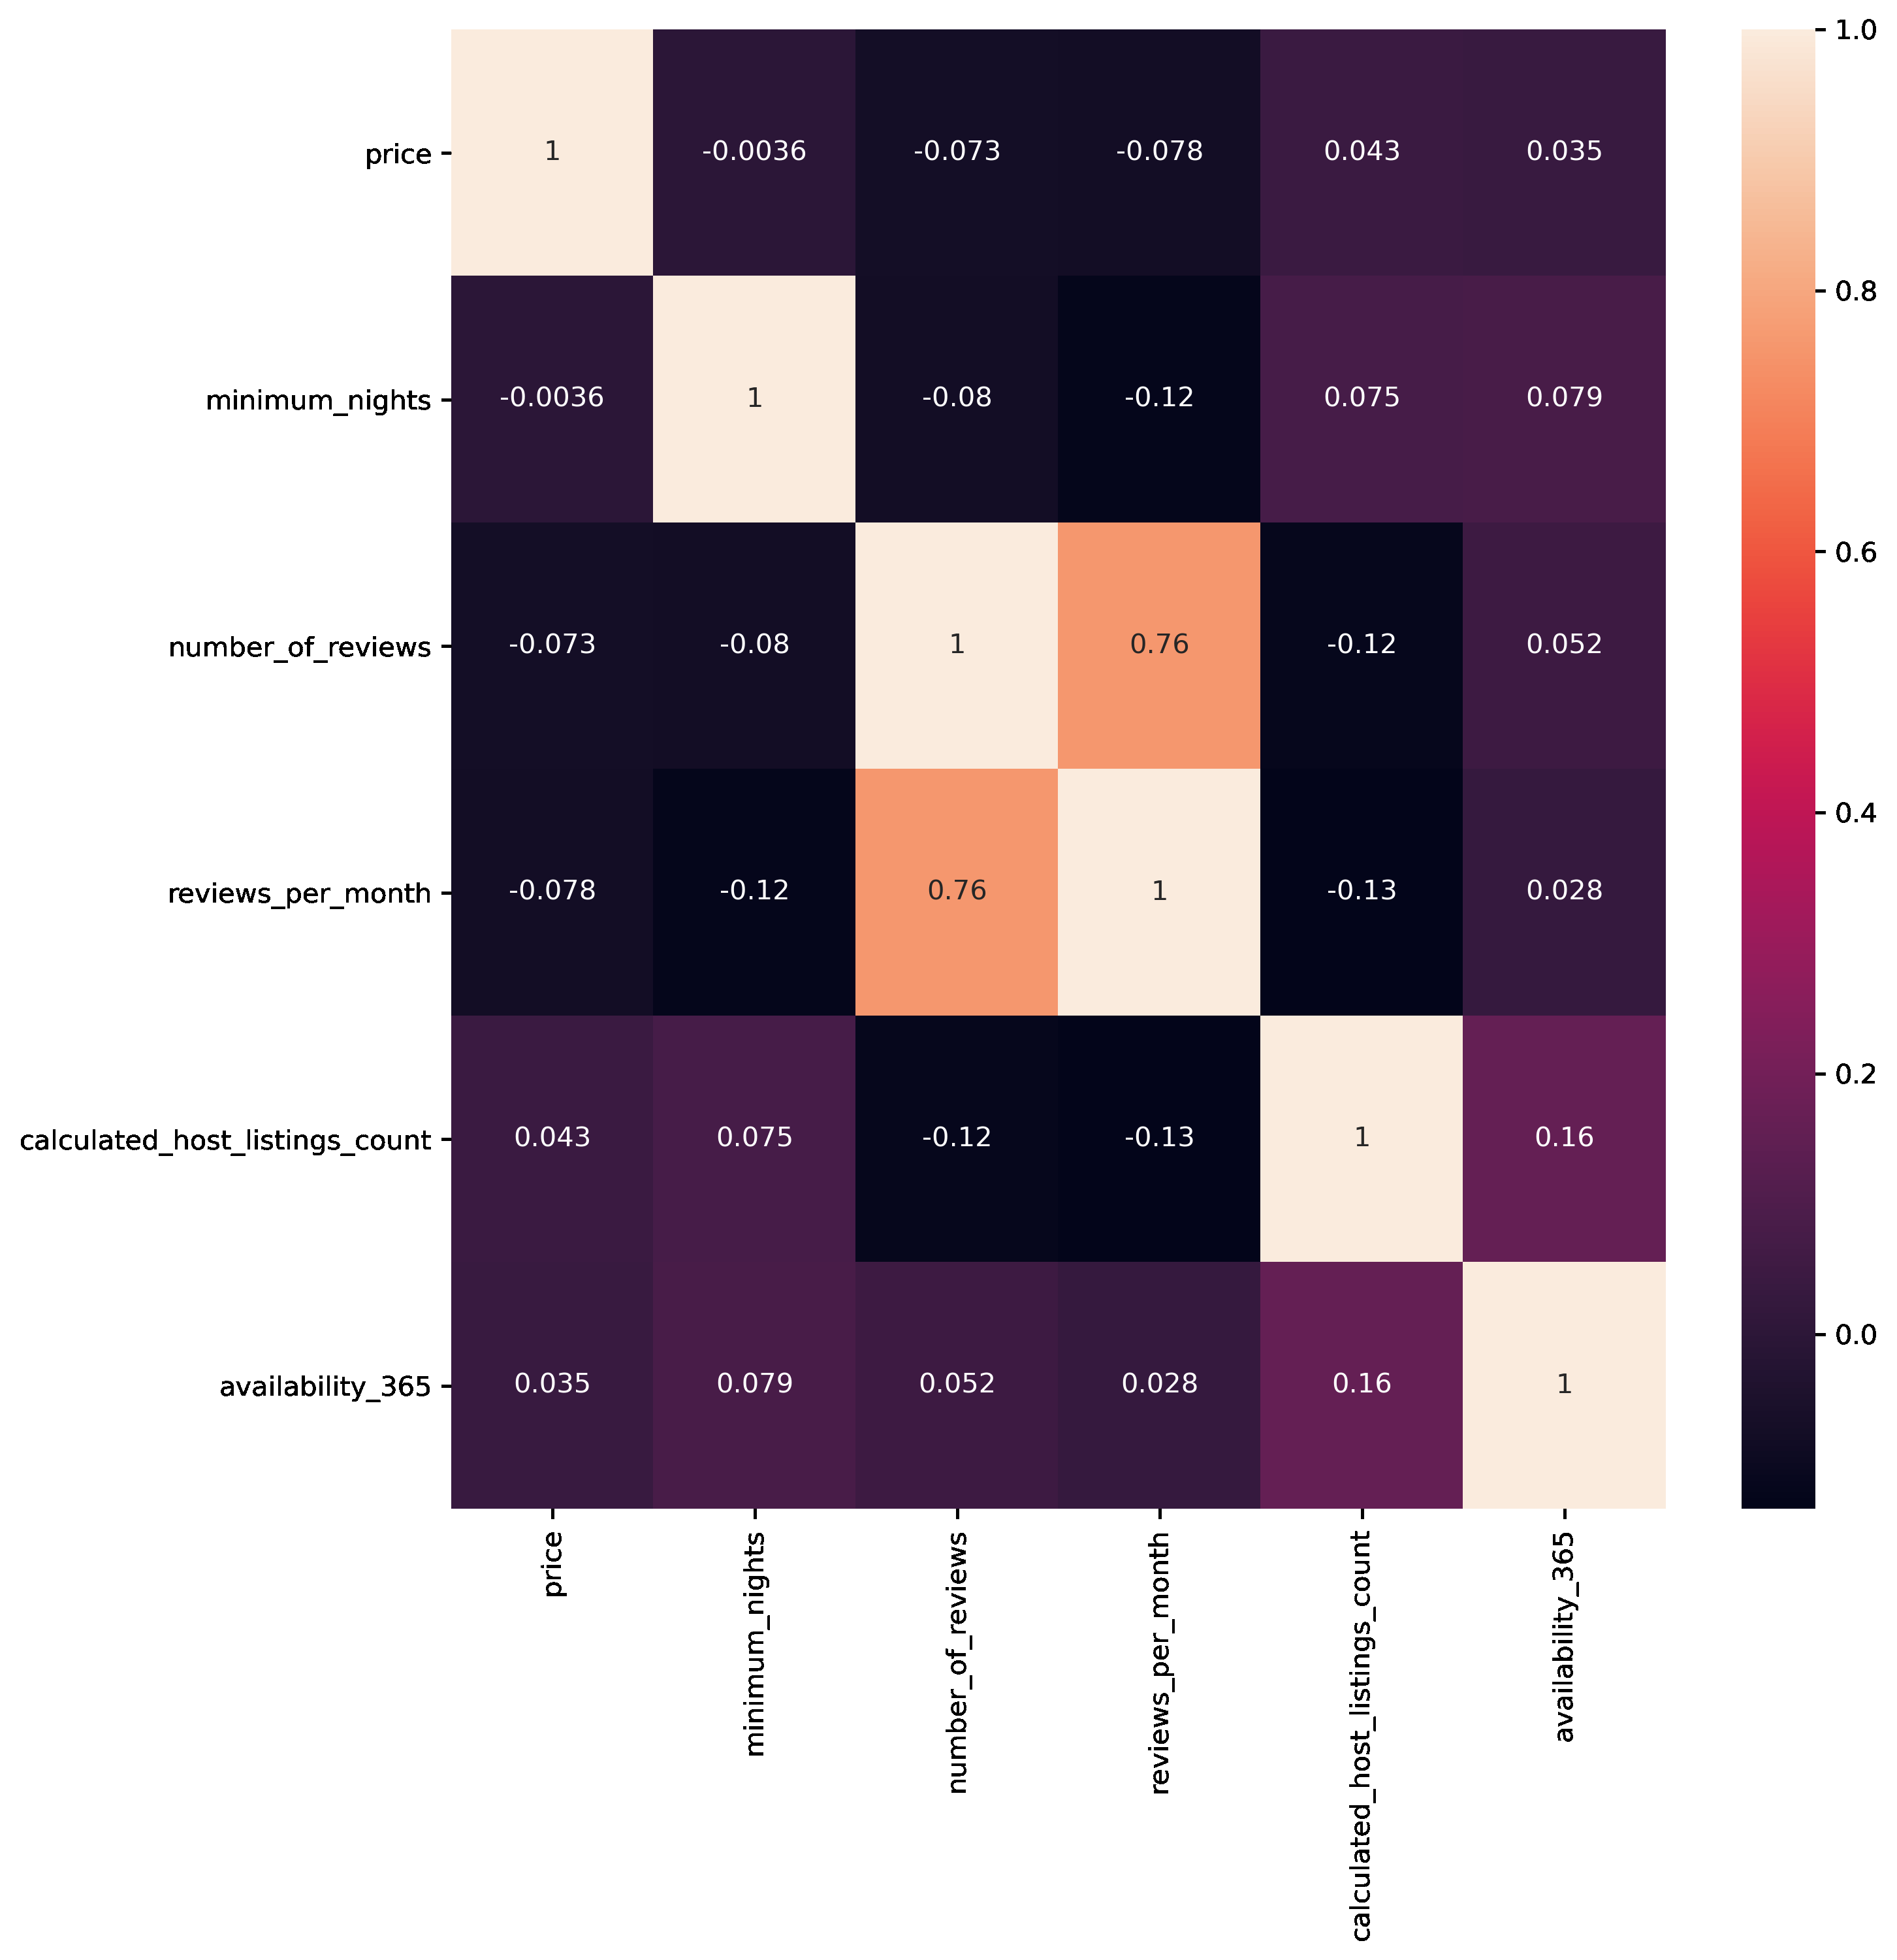 price 1 -0.0036 -0.073 -0.078 0.043 0.035
minimum_nights -0.0036 1 -0.08 -0.12 0.075 0.079
number_of_reviews -0.073 -0.08 1 0.76 -0.12 0.052
reviews_per_month -0.078 -0.12 0.76 1 -0.13 0.028
calculated_host_listings_count 0.043 0.075 -0.12 -0.13 1 0.16
availability_365 0.035 0.079 0.052 0.028 0.16 1
price
minimum_nights
number_of_reviews
reviews_per_month
calculated_host_listings_count
availability_365
1.0
0.8
0.6
0.4
0.2
0.0